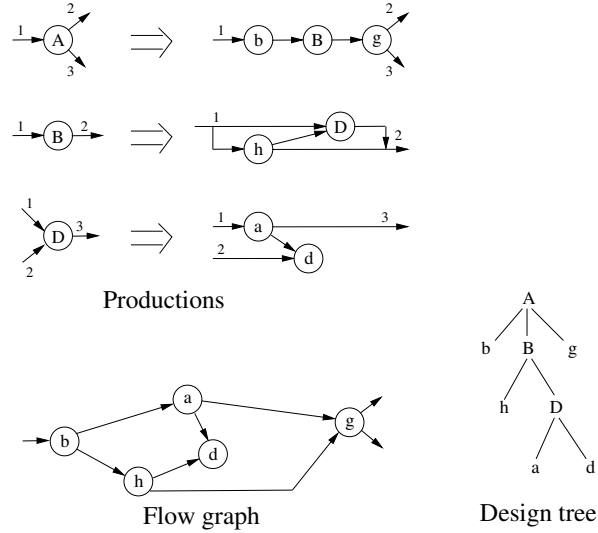 1 A 2 3 1 b B g 2 3
1 B 2 1 h D 2
1 2 D 3 1 2 a d 3
Productions
b a h d g
Flow graph
A
b B g
h D
a d
Design tree